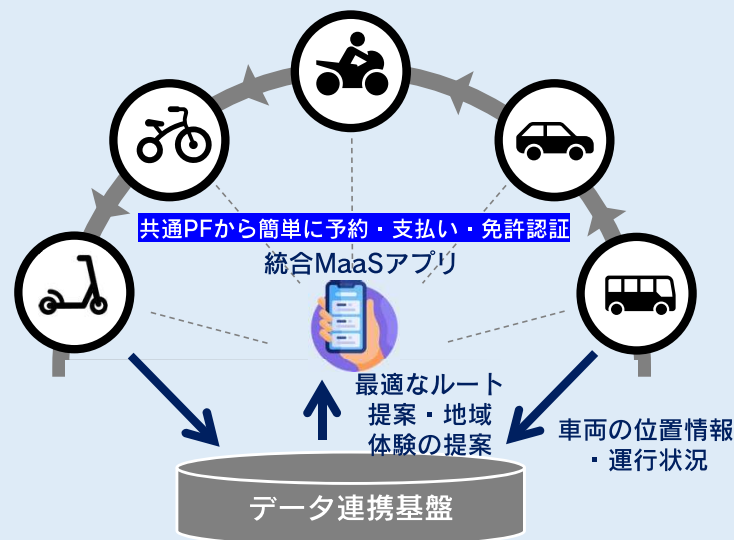 共通PFから簡単に予約・支払い・免許認証
統合MaaSアプリ
最適なルート
提案・地域
体験の提案
車両の位置情報
・運行状況
データ連携基盤